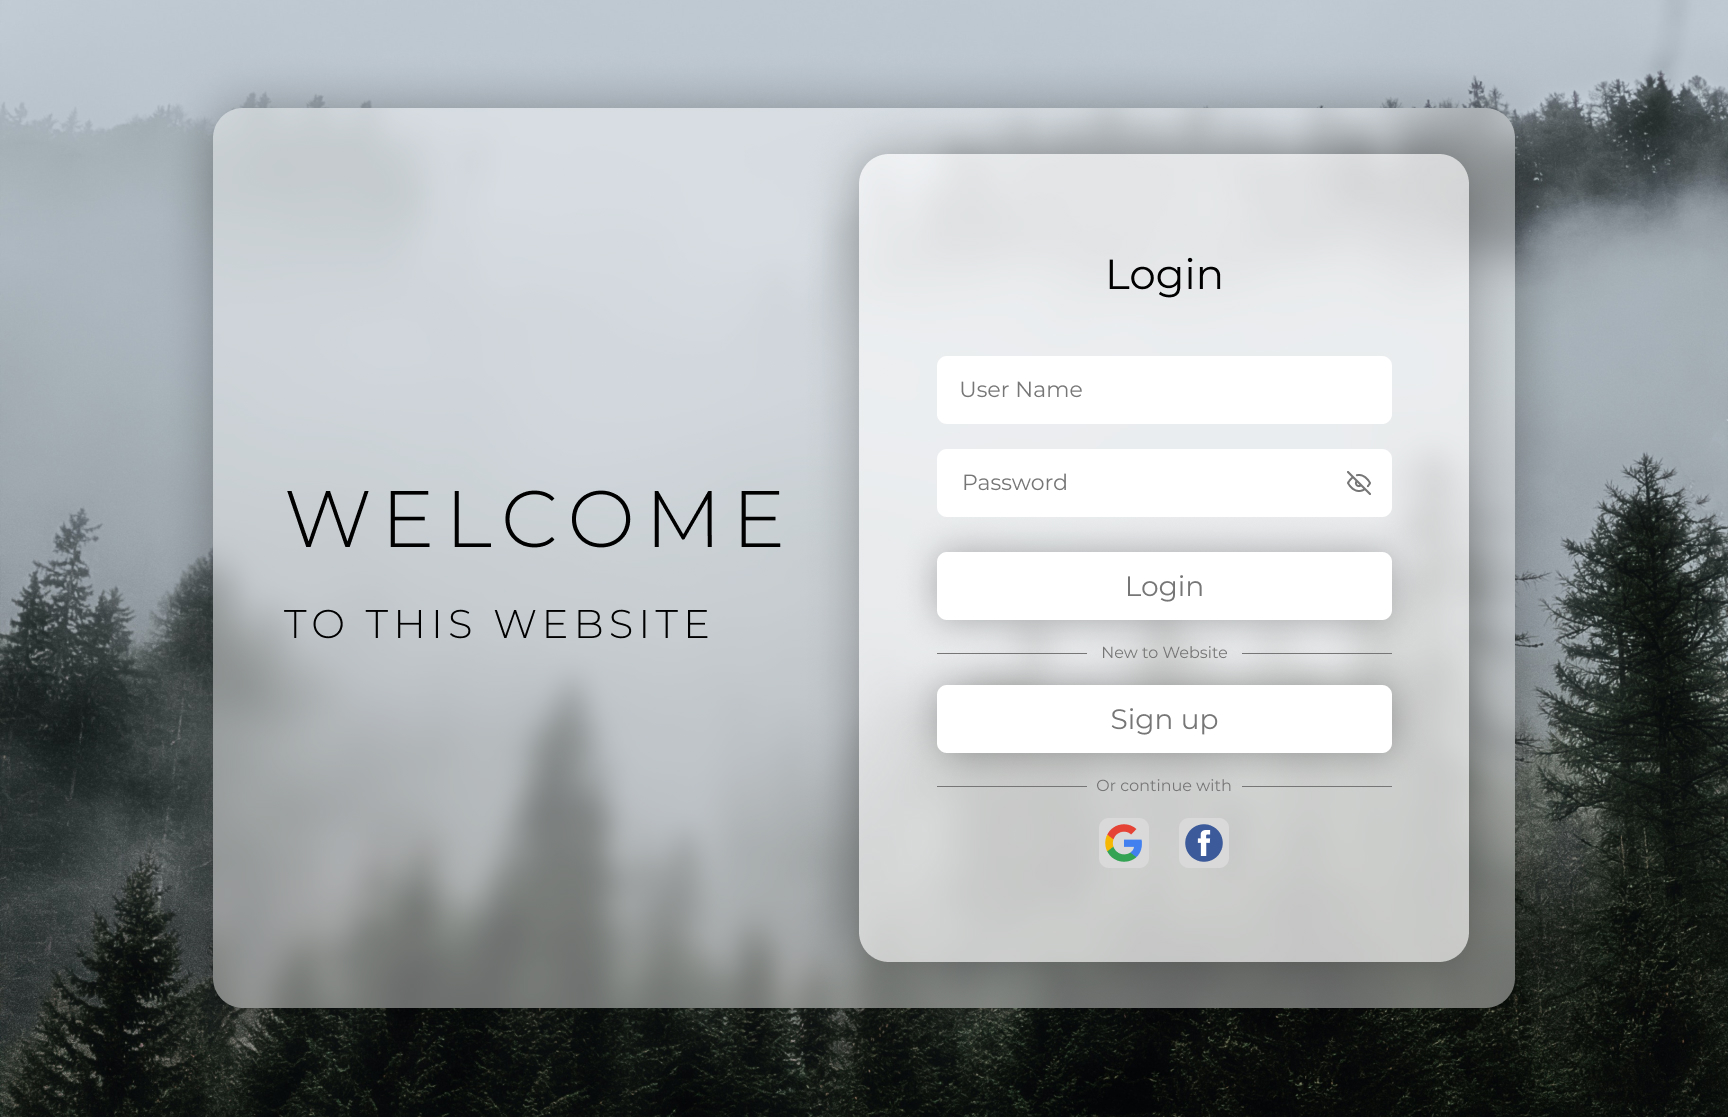 WELCOME
TO THIS WEBSITE
Login
User Name
Password
Login
New to Website
Sign up
Or continue with